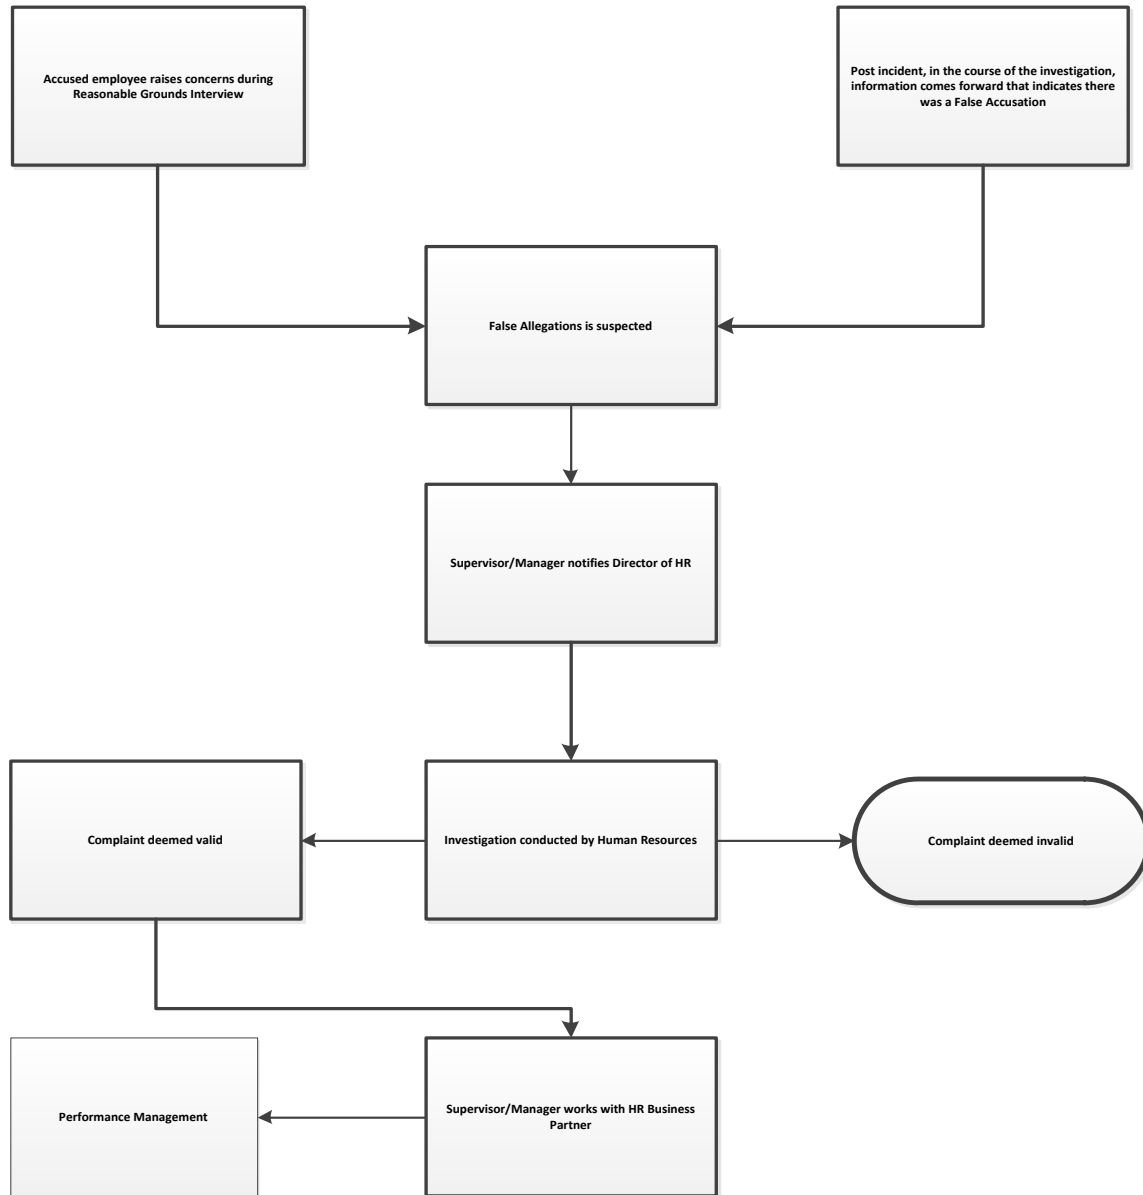 Accused employee raises concerns during
Reasonable Grounds Interview
Post incident, in the course of the investigation,
information comes forward that indicates there
was a False Accusation
False Allegations is suspected
Supervisor/Manager notifies Director of HR
Complaint deemed valid
Investigation conducted by Human Resources
Complaint deemed invalid
Performance Management
Supervisor/Manager works with HR Business
Partner